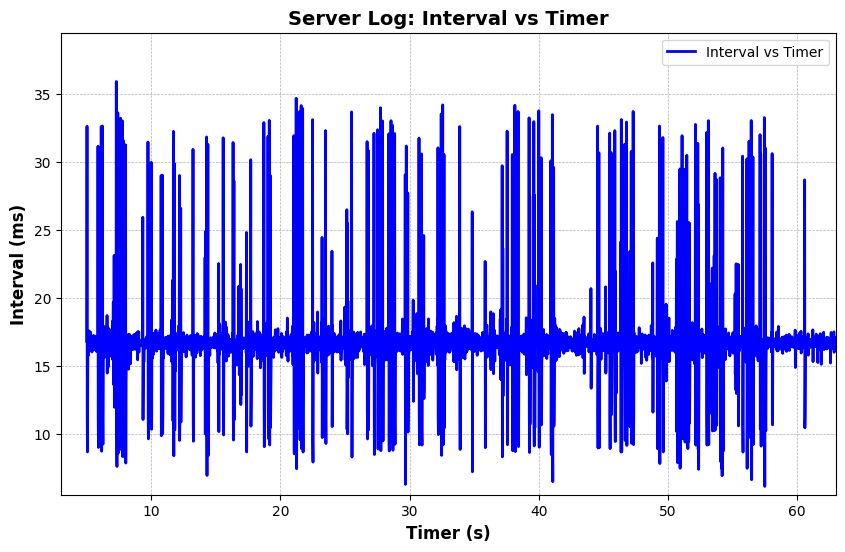 Server Log: Interval vs Timer
Interval vs Timer
35
30
25
20
15
10
Interval (ms)
10 20 30 40 50 60
Timer (s)